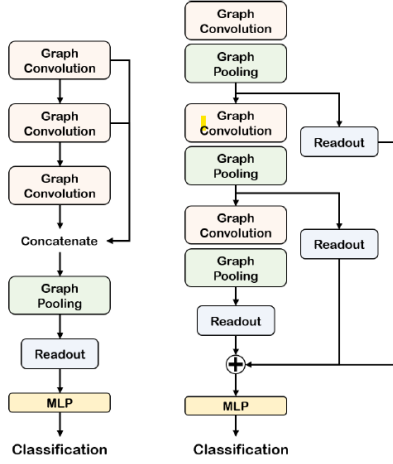 Graph
Convolution
Graph
Convolution
Graph
Convolution
Concatenate
Graph
Pooling
Readout
MLP
Classification
Graph
Convolution
Graph
Pooling
Graph
Convolution
Readout
Graph
Pooling
Graph
Convolution
Readout
Graph
Pooling
Readout
MLP
Classification